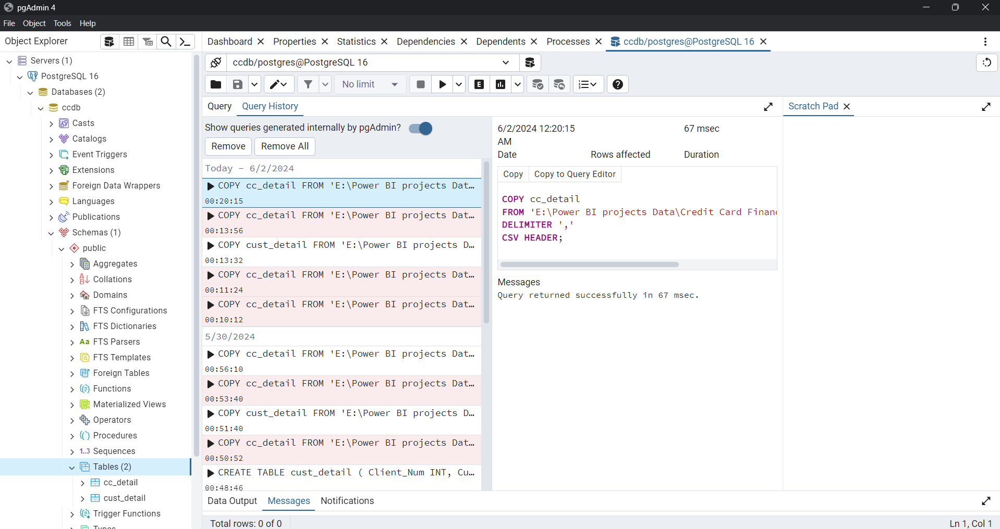 pgAdmin 4
File Object Tools Help
Object Explorer
Servers (1)
PostgreSQL 16
Databases (2)
ccdb
Casts
Catalogs
Event Triggers
Extensions
Foreign Data Wrappers
Languages
Publications
Schemas (1)
public
Aggregates
Collations
Domains
FTS Configurations
FTS Dictionaries
Aa FTS Parsers
FTS Templates
Foreign Tables
Functions
Materialized Views
Operators
Procedures
1..3 Sequences
Tables (2)
cc_detail
cust_detail
Trigger Functions
Types
Dashboard Properties Statistics Dependencies Dependents Processes ccdb/postgres@PostgreSQL 16
ccdb/postgres@PostgreSQL 16
No limit E
Query Query History
Show queries generated internally by pgAdmin?
Remove Remove All
Today - 6/2/2024
COPY cc_detail FROM 'E:\Power BI projects Dat...
00:20:15
COPY cc_detail FROM 'E:\Power BI projects Dat...
00:13:56
COPY cust_detail FROM 'E:\Power BI projects D...
00:13:32
COPY cc_detail FROM 'E:\Power BI projects Dat...
00:11:24
COPY cc_detail FROM 'E:\Power BI projects Dat...
00:10:12
5/30/2024
COPY cc_detail FROM 'E:\Power BI projects Dat...
00:56:10
COPY cc_detail FROM 'E:\Power BI projects Dat...
00:53:40
COPY cust_detail FROM 'E:\Power BI projects D...
00:51:40
COPY cc_detail FROM 'E:\Power BI projects Dat...
00:50:52
CREATE TABLE cust_detail ( Client_Num INT, Cu...
00:48:46
6/2/2024 12:20:15 AM
67 msec
Date Rows affected Duration
Copy Copy to Query Editor
COPY cc_detail
FROM 'E:\Power BI projects Data\Credit Card Finan
DELIMITER ','
CSV HEADER;
Messages
Query returned successfully in 67 msec.
Scratch Pad
Data Output Messages Notifications
Total rows: 0 of 0
Ln 1, Col 1